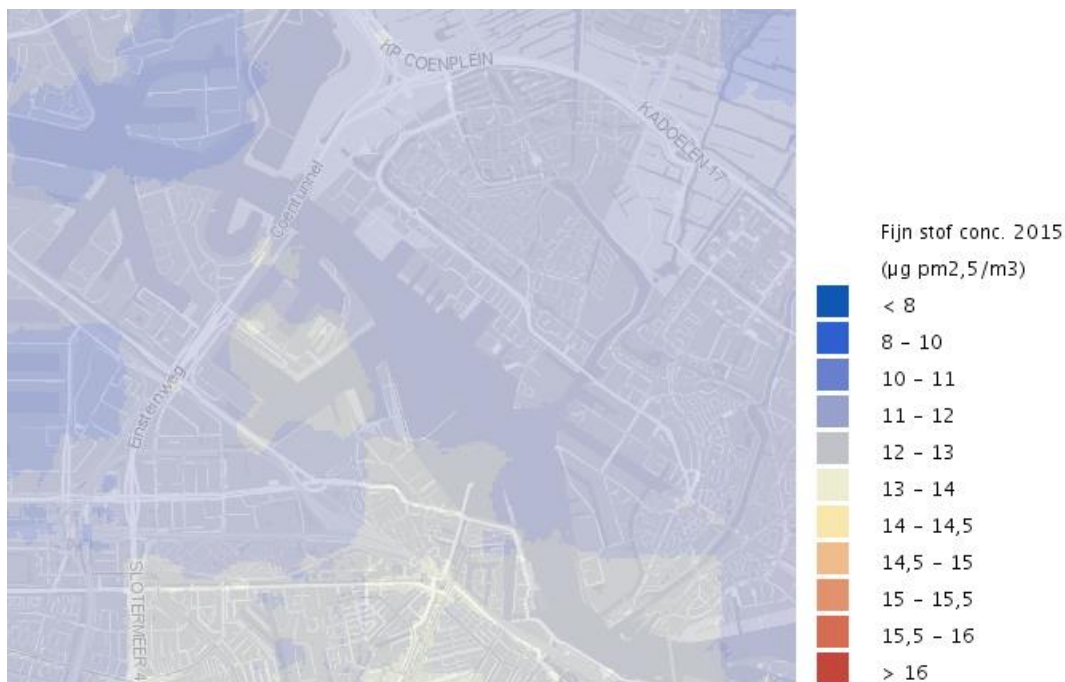 KP COENPLEIN
KADOELEN-17
Coentunnel
Einsteinweg
SLOTERMEER/4
Fijn stof conc. 2015
(µg pm2,5/m3)
< 8
8 – 10
10 – 11
11 – 12
12 – 13
13 – 14
14 – 14,5
14,5 – 15
15 – 15,5
15,5 – 16
> 16